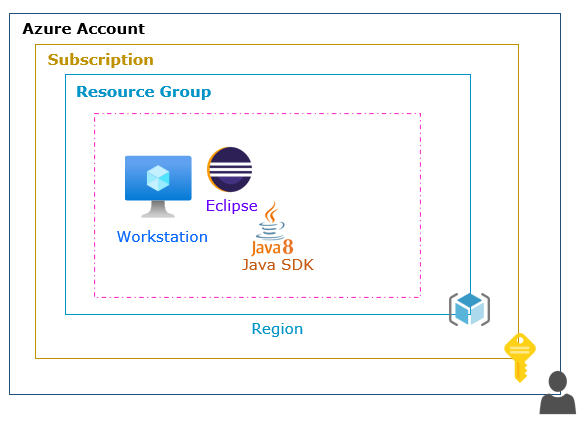 Azure Account
Subscription
Resource Group
Eclipse
Workstation
Java8
Java SDK
Region